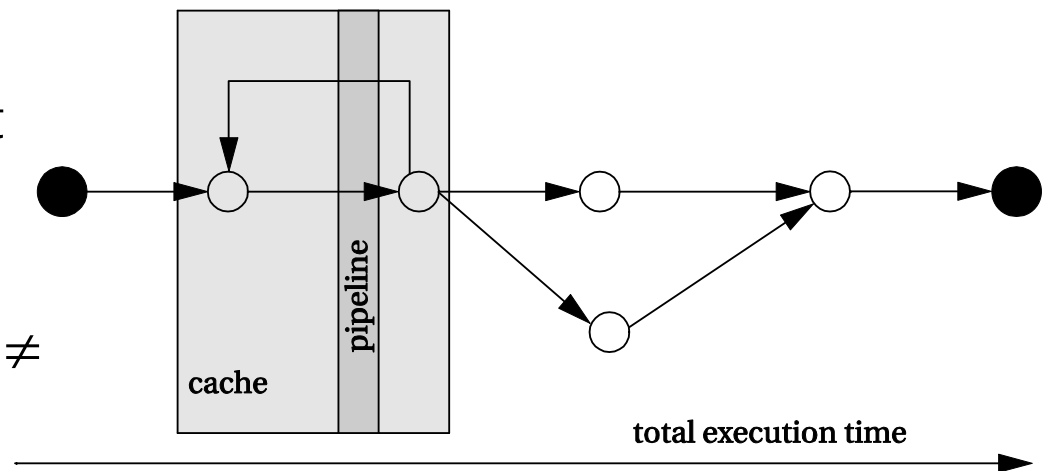 t
≠
pipeline
cache
total execution time